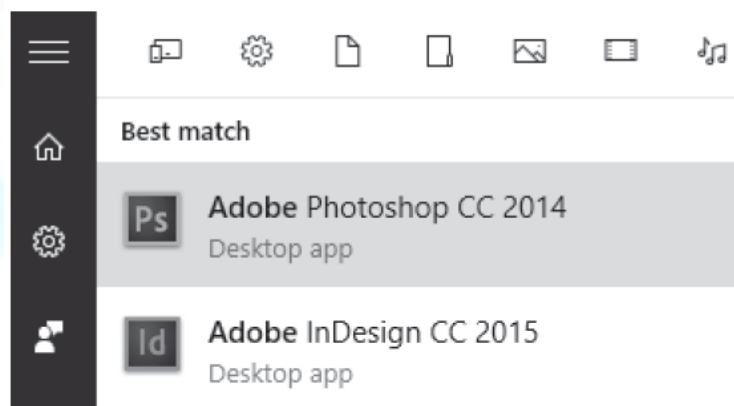 Best match
Ps
Adobe Photoshop CC 2014
Desktop app
Id
Adobe InDesign CC 2015
Desktop app